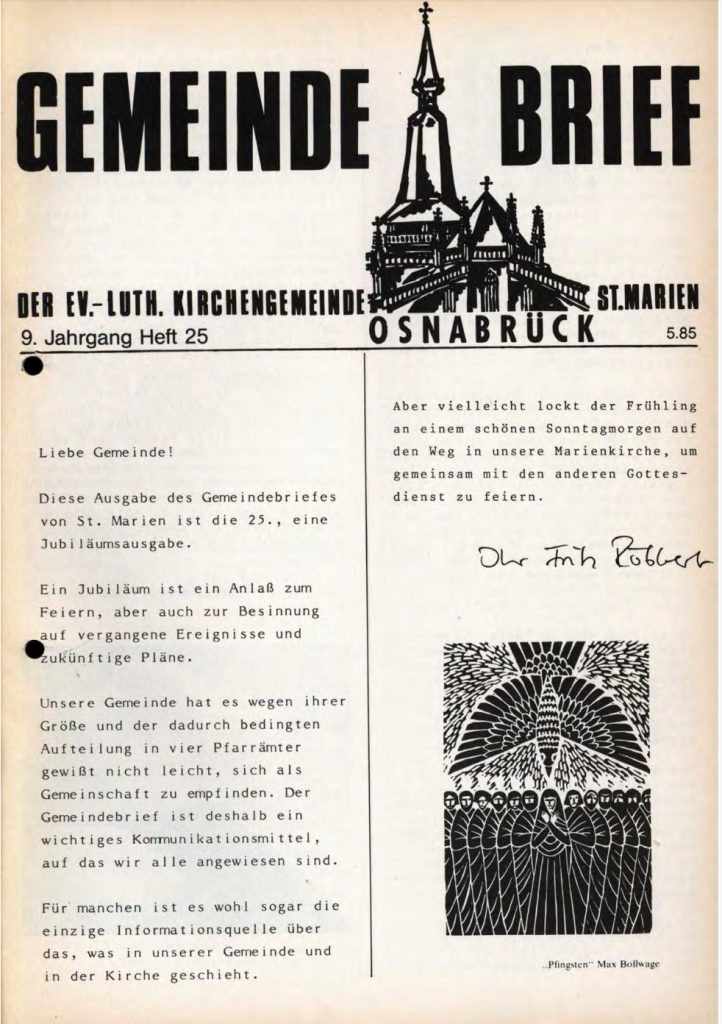 GEMEINDE BRIEF
DER EV.-LUTH. KIRCHENGEMEINDE ST. MARIEN
9. Jahrgang Heft 25 OSNABRÜCK 5.85
Liebe Gemeinde!
Diese Ausgabe des Gemeindebriefes
von St. Marien ist die 25., eine
Jubiläumsausgabe.
Ein Jubiläum ist ein Anlaß zum
Feiern, aber auch zur Besinnung
auf vergangene Ereignisse und
zukünftige Pläne.
Unsere Gemeinde hat es wegen ihrer
Größe und der dadurch bedingten
Aufteilung in vier Pfarrämter
gewißt nicht leicht, sich als
Gemeinschaft zu empfinden. Der
Gemeindebrief ist deshalb ein
wichtiges Kommunikationsmittel,
auf das wir alle angewiesen sind.
Für manchen ist es wohl sogar die
einzige Informationsquelle über
das, was in unserer Gemeinde und
in der Kirche geschieht.
Aber vielleicht lockt der Frühling
an einem schönen Sonntagmorgen auf
den Weg in unsere Marienkirche, um
gemeinsam mit den anderen Gottes-
dienst zu feiern.
Ihr Fritz
„Pfingsten“ Max Bollwage